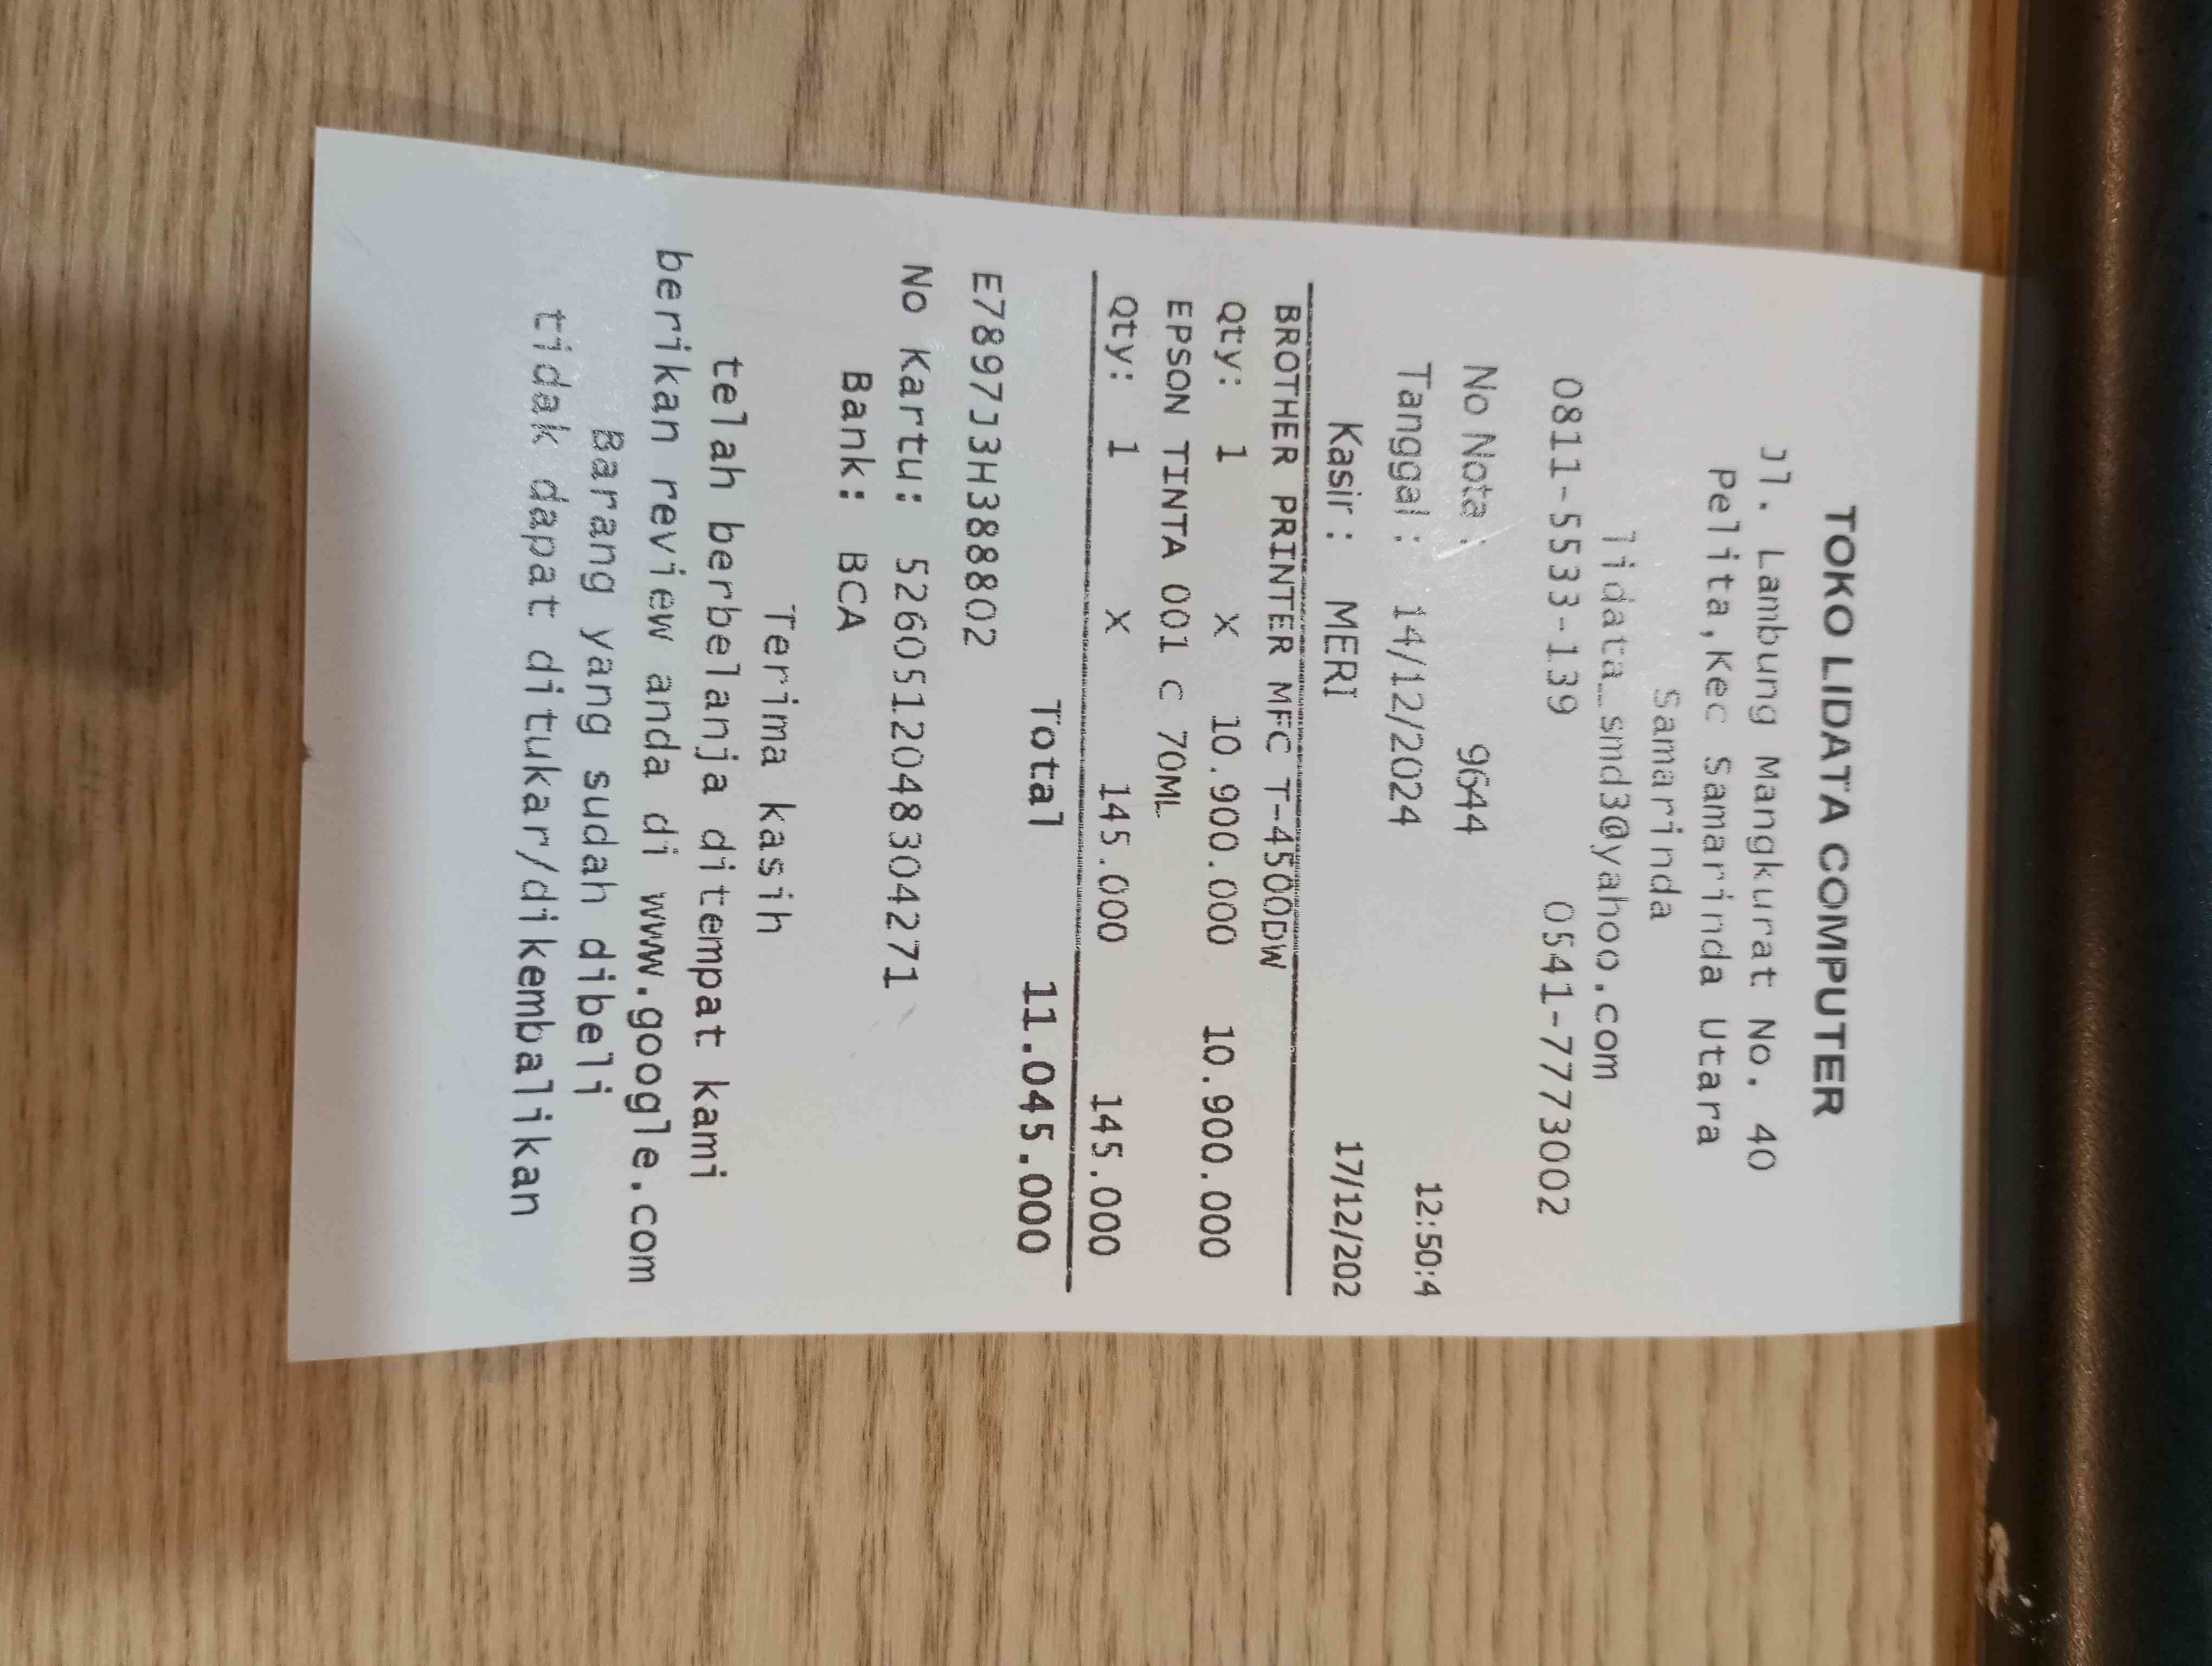 TOKO LIDATA COMPUTER
Jl. Lambung Mangkurat No. 40
Pelita,Kec Samarinda Utara
Samarinda
lidata_smd3@yahoo.com
0811-5533-139 0541-7773002
No Nota : 9644
Tanggal : 14/12/2024 12:50:4
Kasir : MERI 17/12/202
BROTHER PRINTER MFC T-4500DW
Qty: 1 X 10.900.000 10.900.000
EPSON TINTA 001 C 70ML
Qty: 1 X 145.000 145.000
Total 11.045.000
E7897J3H388802
No Kartu: 5260512048304271
Bank: BCA
Terima kasih
telah berbelanja ditempat kami
berikan review anda di www.google.com
Barang yang sudah dibeli
tidak dapat ditukar/dikembalikan